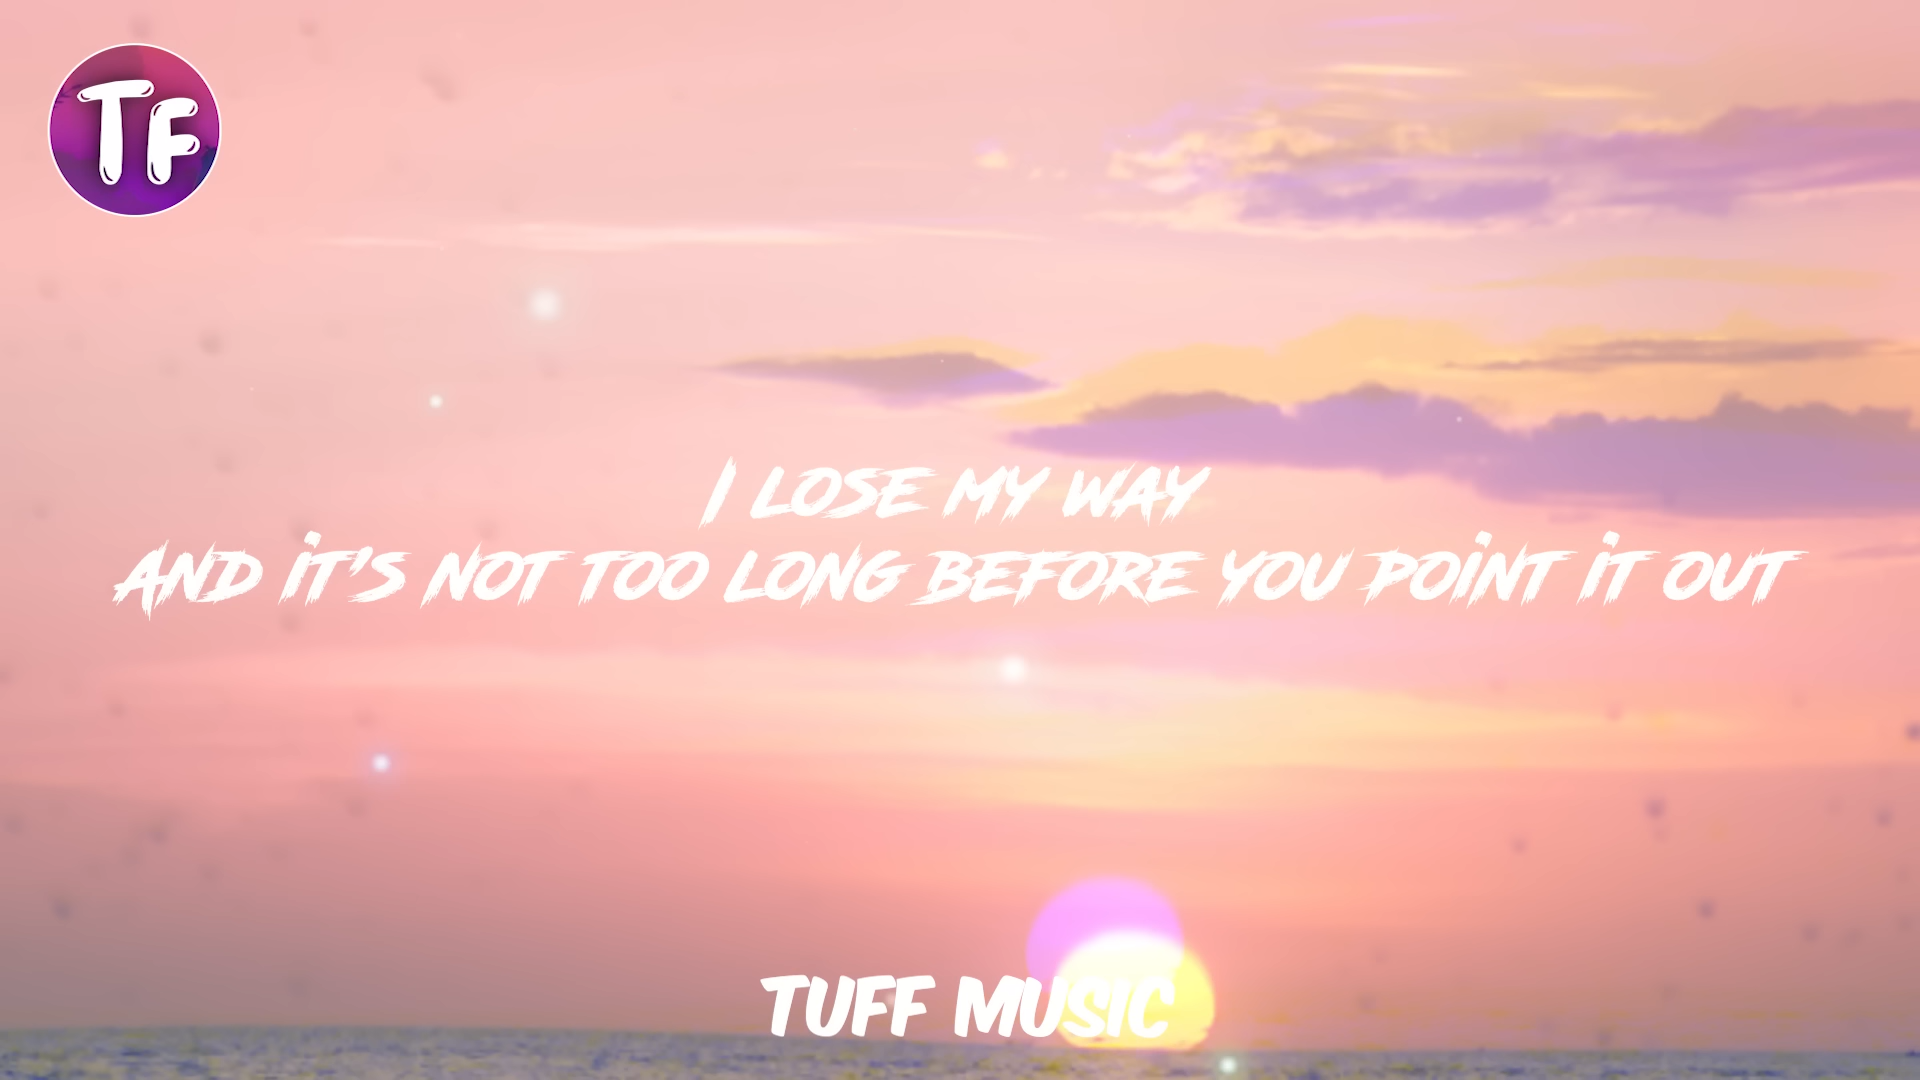 TF
I LOSE MY WAY
AND IT'S NOT TOO LONG BEFORE YOU POINT IT OUT
TUFF MUSIC